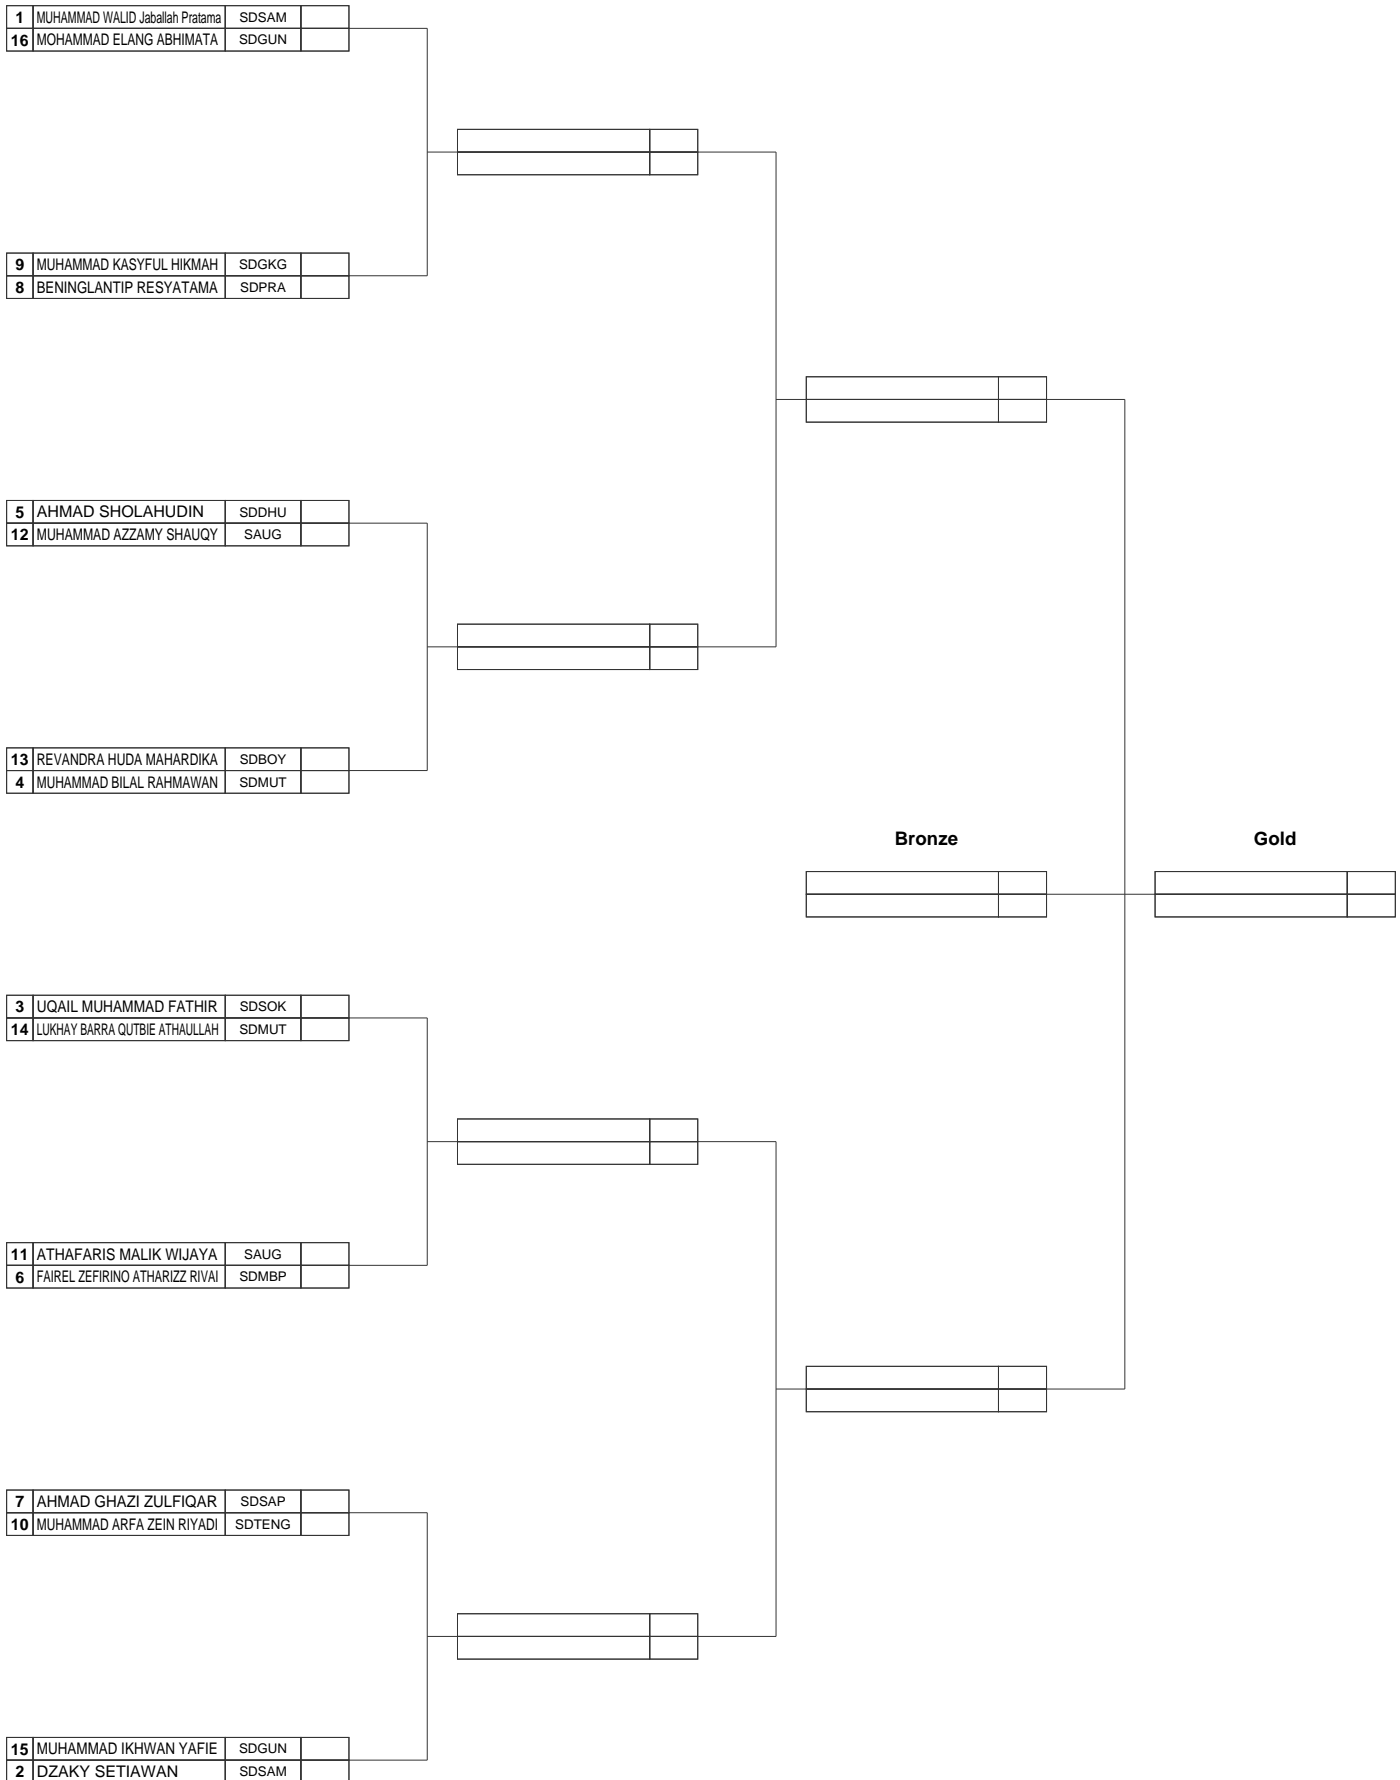 1 MUHAMMAD WALID Jaballah Pratama SDSAM
16 MOHAMMAD ELANG ABHIMATA SDGUN
9 MUHAMMAD KASYFUL HIKMAH SDGKG
8 BENINGLANTIP RESYATAMA SDPRA
5 AHMAD SHOLAHUDIN SDDHU
12 MUHAMMAD AZZAMY SHAUQY SAUG
13 REVANDRA HUDA MAHARDIKA SDBOY
4 MUHAMMAD BILAL RAHMAWAN SDMUT
Bronze Gold
3 UQAIL MUHAMMAD FATHIR SDSOK
14 LUKHAY BARRA QUTBIE ATHAULLAH SDMUT
11 ATHAFARIS MALIK WIJAYA SAUG
6 FAIREL ZEFIRINO ATHARIZZ RIVAI SDMBP
7 AHMAD GHAZI ZULFIQAR SDSAP
10 MUHAMMAD ARFA ZEIN RIYADI SDTENG
15 MUHAMMAD IKHWAN YAFIE SDGUN
2 DZAKY SETIAWAN SDSAM